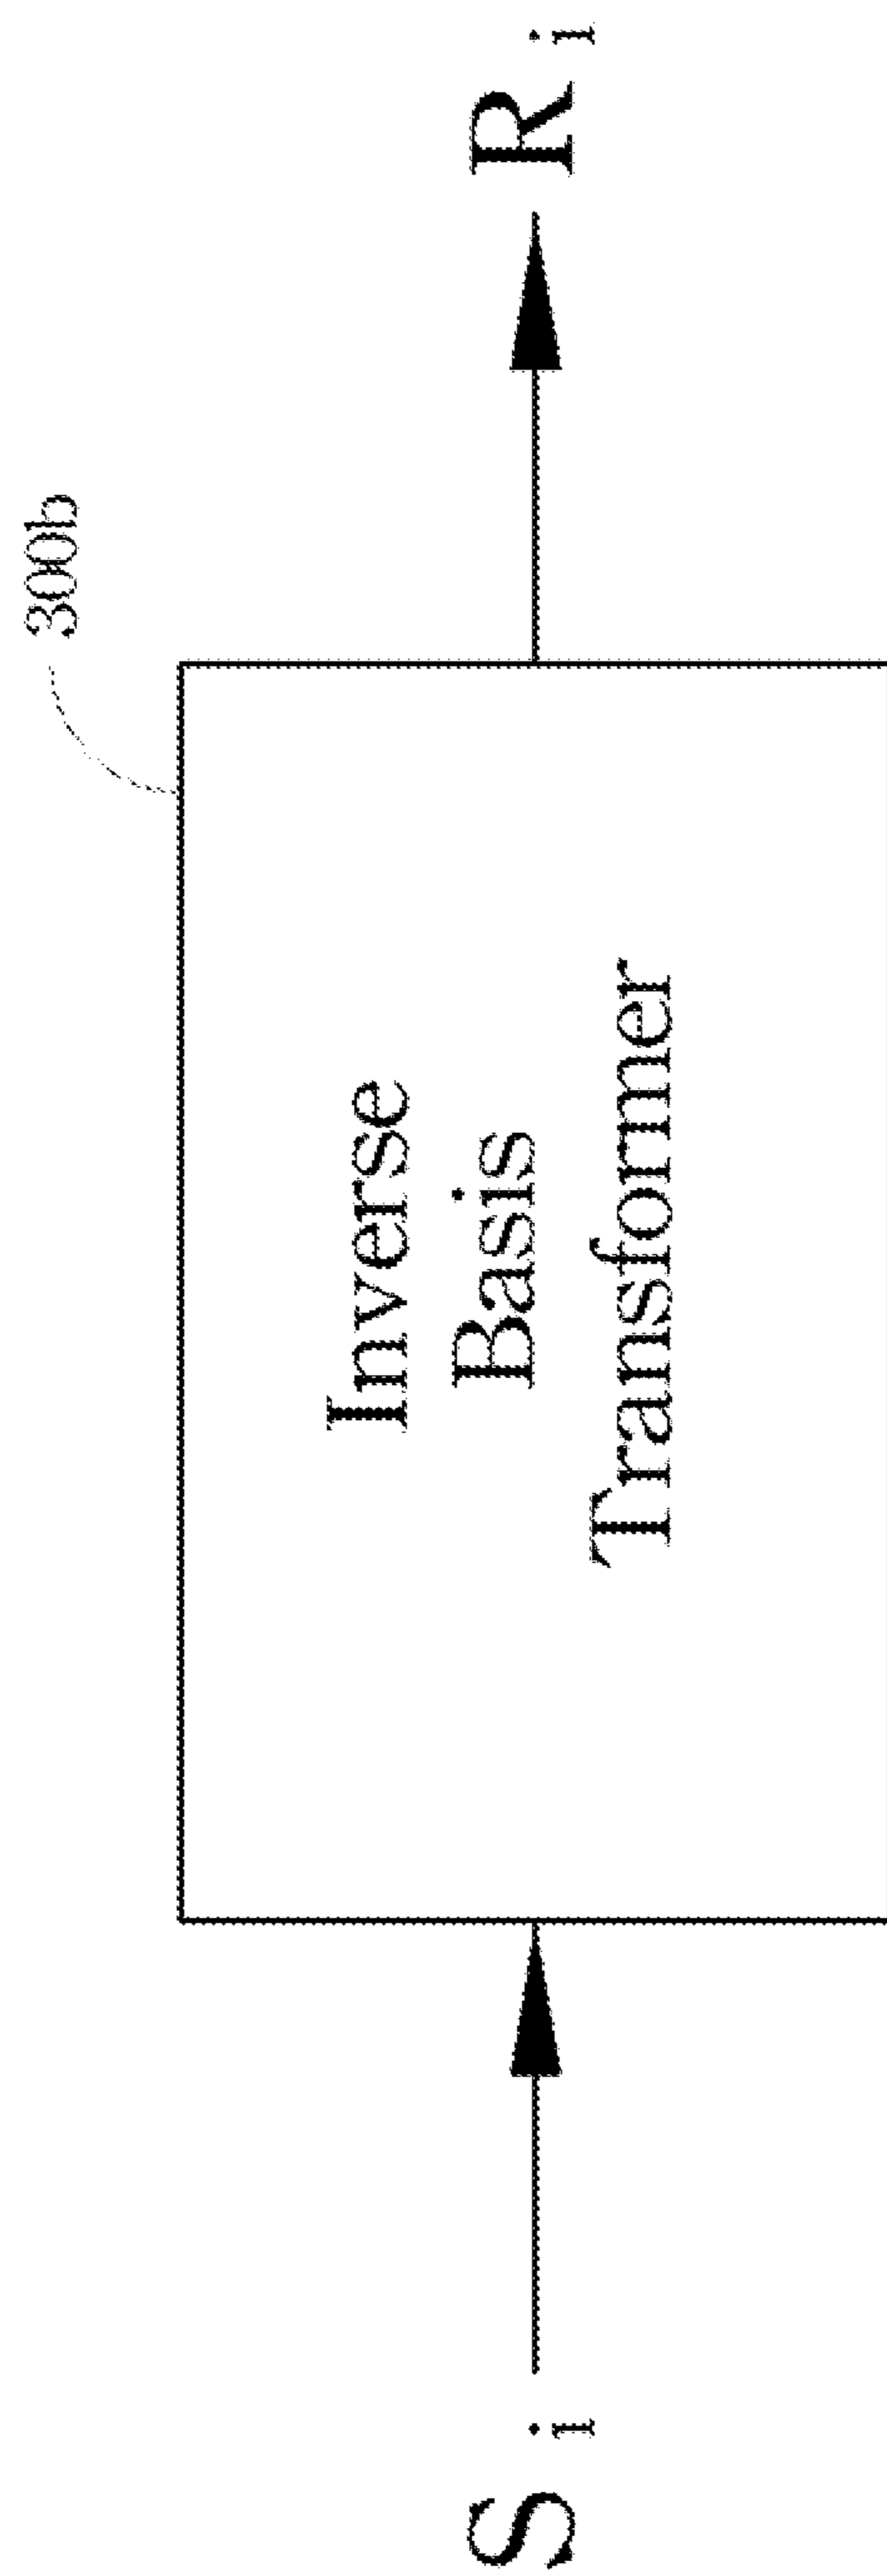 300b
S i
Inverse
Basis
Transformer
R i